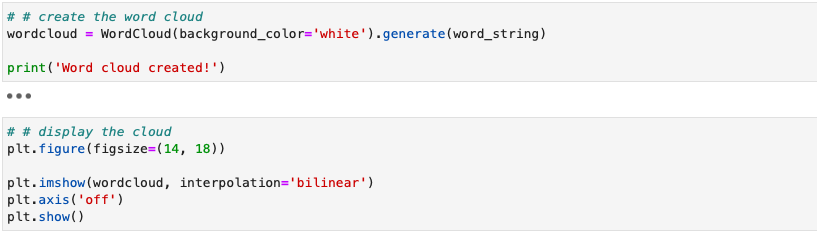 # # create the word cloud
wordcloud = WordCloud(background_color='white').generate(word_string)
print('Word cloud created!')
# # display the cloud
plt.figure(figsize=(14, 18))
plt.imshow(wordcloud, interpolation='bilinear')
plt.axis('off')
plt.show()